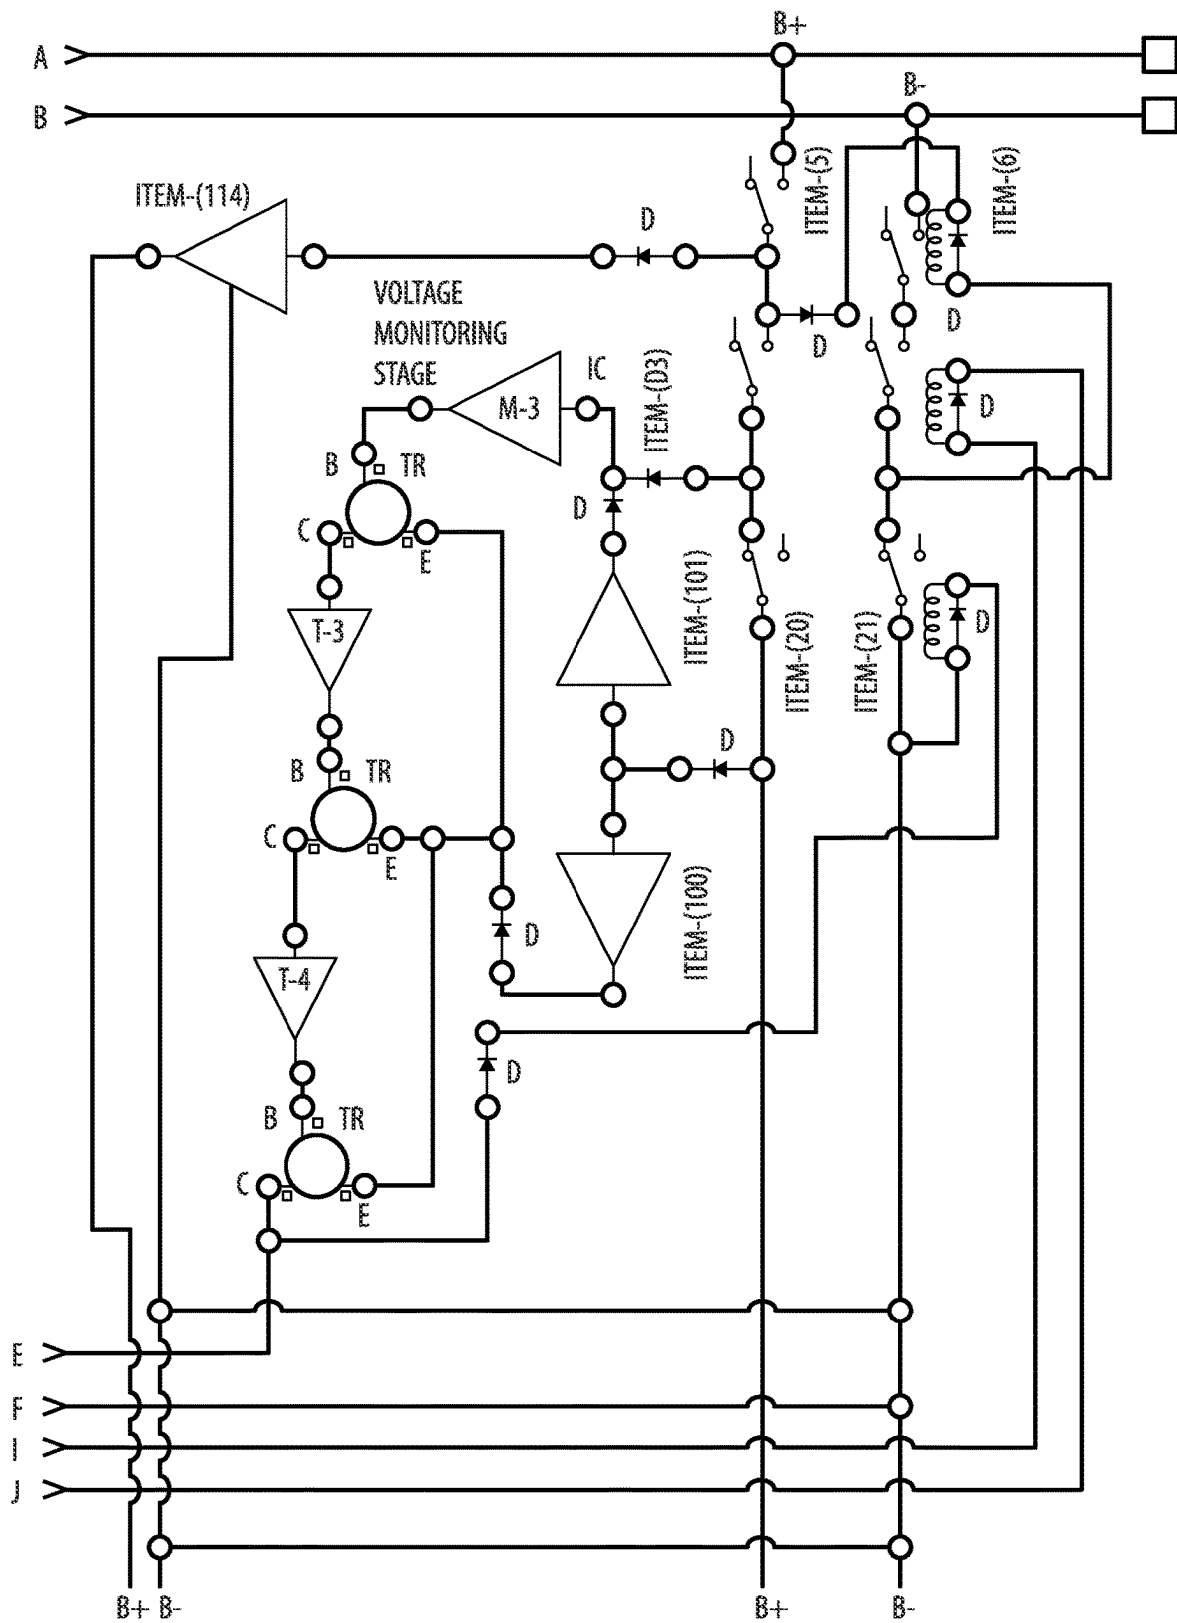 B+
A
B-
B
ITEM-(5)
ITEM-(6)
ITEM-(114)
D
VOLTAGE
MONITORING
STAGE
D
D
IC
ITEM-(D3)
M-3
D
B
TR
D
C
E
ITEM-(101)
T-3
ITEM-(20)
ITEM-(21)
D
D
B
TR
C
E
ITEM-(100)
D
T-4
D
B
TR
C
E
E
F
I
J
B+
B-
B+
B-